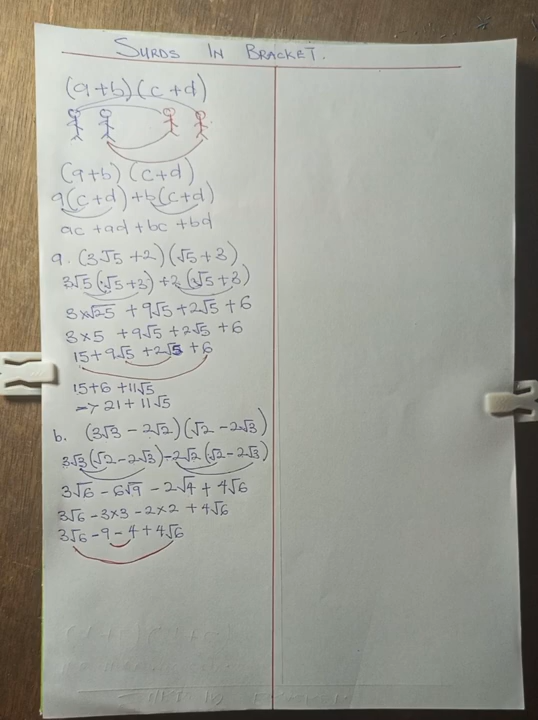 SURDS IN BRACKET.
(a+b)(c+d)
(a+b) (c+d)
a(c+d)+b(c+d)
ac+ad+bc+bd
a. (3√5+2)(√5+3)
3√5(√5+3)+2(√5+3)
3×√25 + 9√5+2√5+6
3×5 +9√5+2√5+6
15+9√5+2√5+6
15+6+11√5
=> 21+11√5
b. (3√3-2√2)(√2-2√3)
3√3(√2-2√3)-2√2(√2-2√3)
3√6-6√9-2√4+4√6
3√6-3×3-2×2+4√6
3√6-9-4+4√6